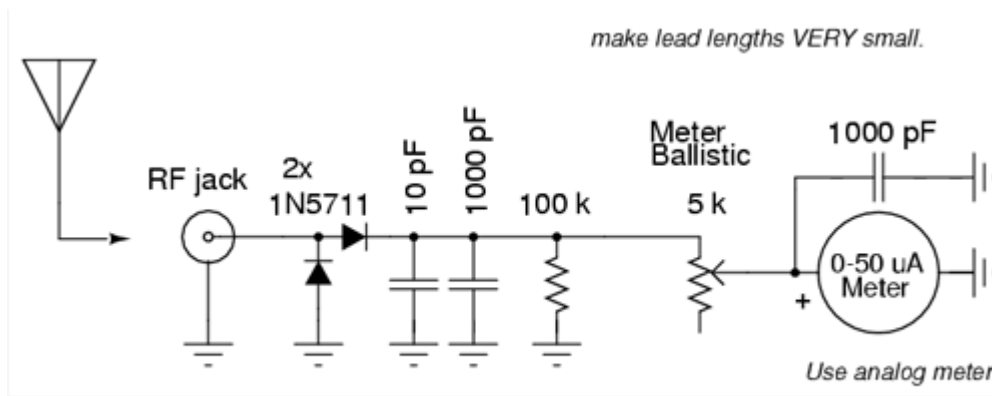 make lead lengths VERY small.
RF jack
2x
1N5711
10 pF
1000 pF
100 k
Meter
Ballistic
5 k
1000 pF
0-50 uA
Meter
+
Use analog meter